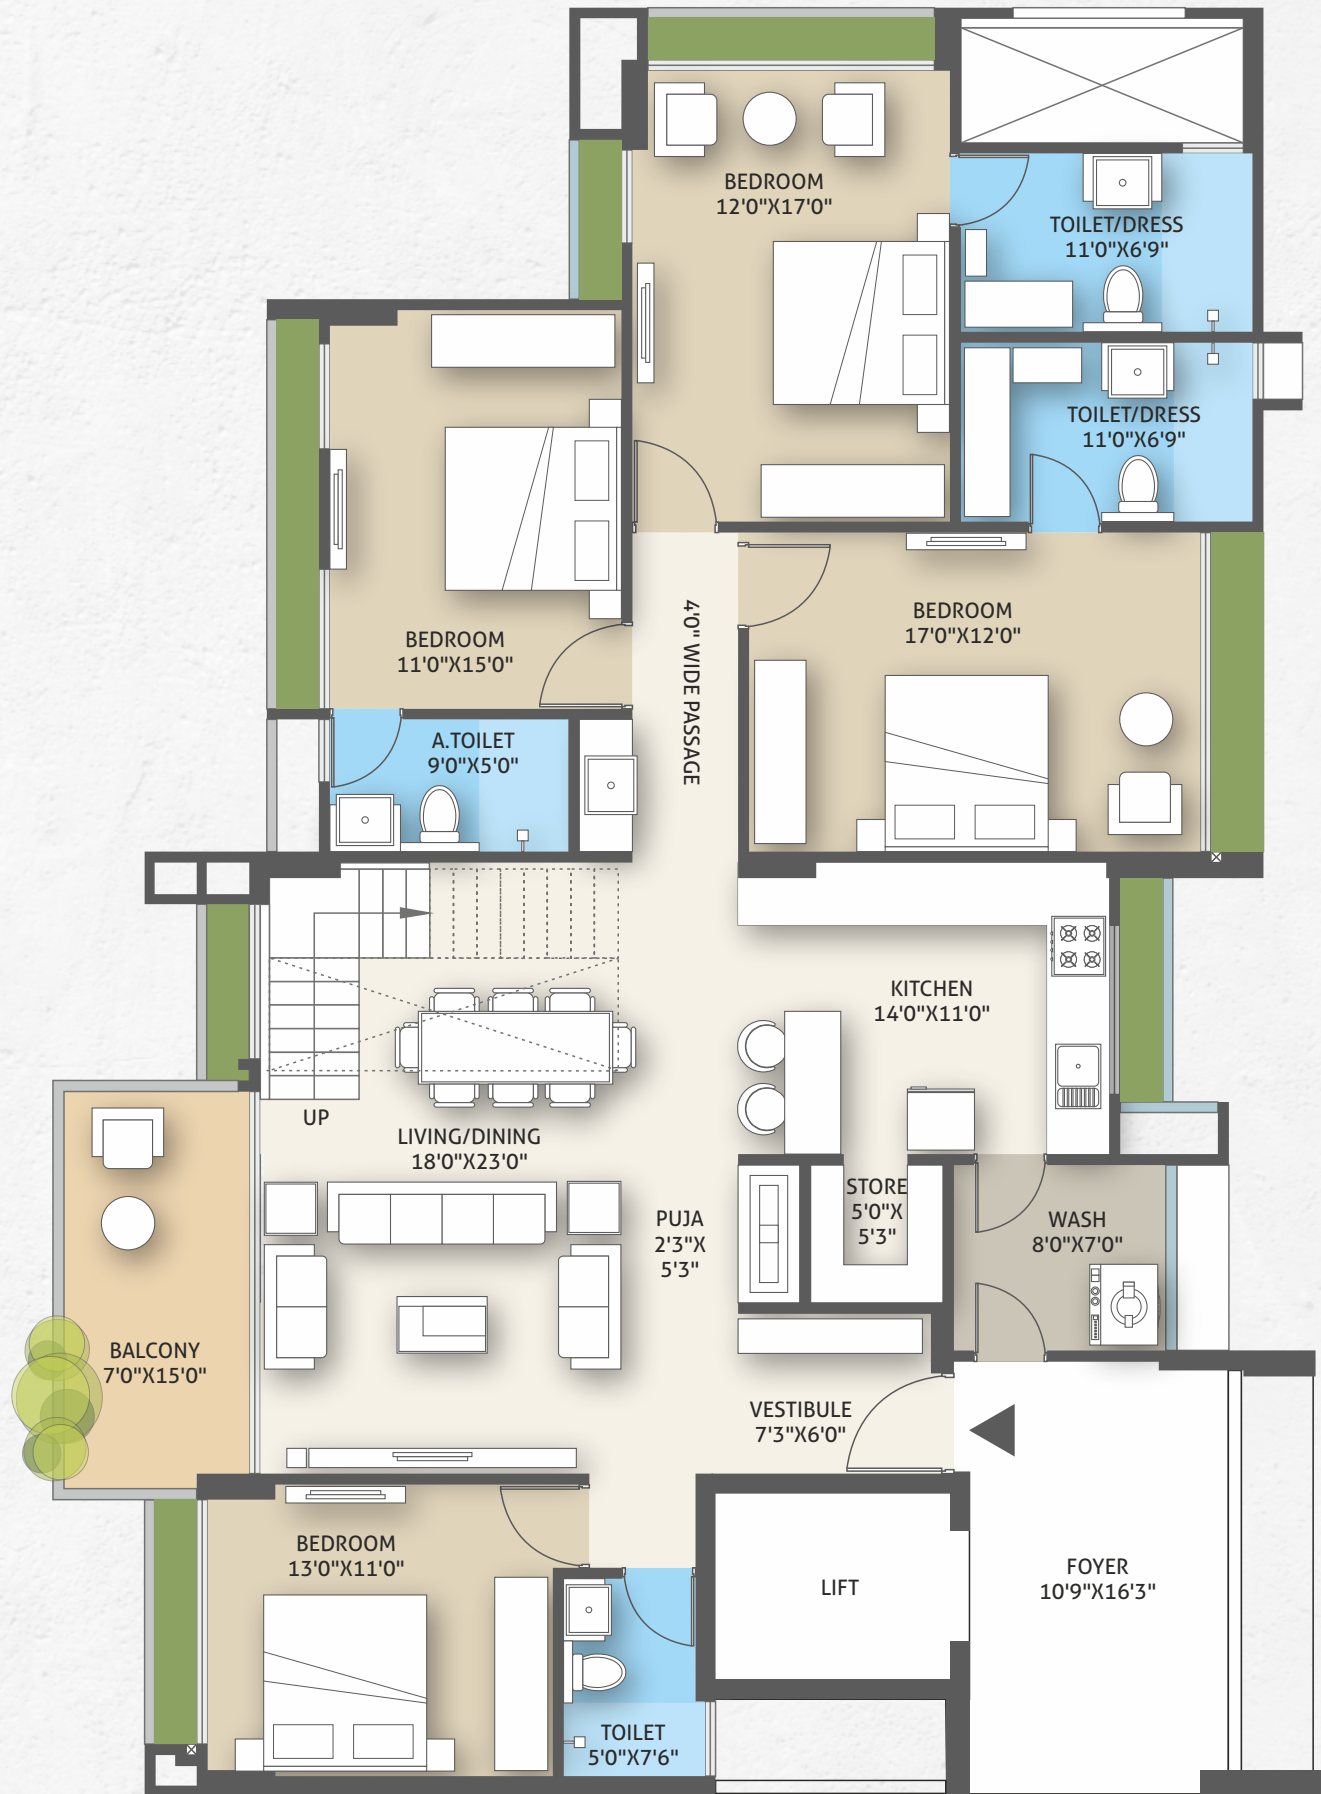 BEDROOM
12'0"X17'0"
TOILET/DRESS
11'0"X6'9"
TOILET/DRESS
11'0"X6'9"
BEDROOM
11'0"X15'0"
4'0" WIDE PASSAGE
BEDROOM
17'0"X12'0"
A.TOILET
9'0"X5'0"
KITCHEN
14'0"X11'0"
UP
LIVING/DINING
18'0"X23'0"
PUJA
2'3"X
5'3"
STORE
5'0"X
5'3"
WASH
8'0"X7'0"
BALCONY
7'0"X15'0"
VESTIBULE
7'3"X6'0"
BEDROOM
13'0"X11'0"
LIFT
FOYER
10'9"X16'3"
TOILET
5'0"X7'6"